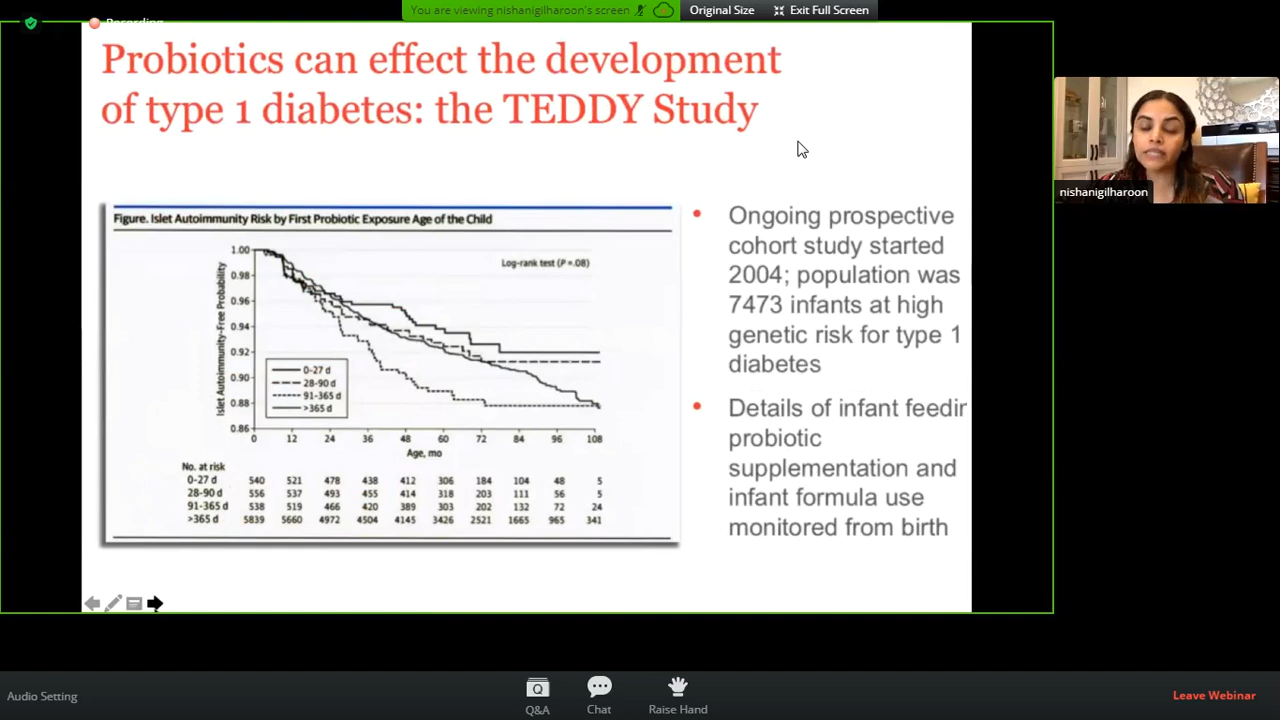 You are viewing nishanigilharoon's screen
Original Size
Exit Full Screen
Recording
Probiotics can effect the development
of type 1 diabetes: the TEDDY Study
nishanigilharoon
Figure. Islet Autoimmunity Risk by First Probiotic Exposure Age of the Child
Log-rank test (P =.08)
Islet Autoimmunity-Free Probability
1.00
0.98
0.96
0.94
0.92
0.90
0.88
0.86
0-27 d
28-90 d
91-365 d
>365 d
0 12 24 36 48 60 72 84 96 108
Age, mo
No. at risk
0-27 d 540 521 478 438 412 306 184 104 48 5
28-90 d 556 537 493 455 414 318 203 111 56 5
91-365 d 538 519 466 420 389 303 202 132 72 24
>365 d 5839 5660 4972 4504 4145 3426 2521 1665 965 341
• Ongoing prospective
cohort study started
2004; population was
7473 infants at high
genetic risk for type 1
diabetes
• Details of infant feedin
probiotic
supplementation and
infant formula use
monitored from birth
Audio Setting
Q
Q&A
Chat
Raise Hand
Leave Webinar